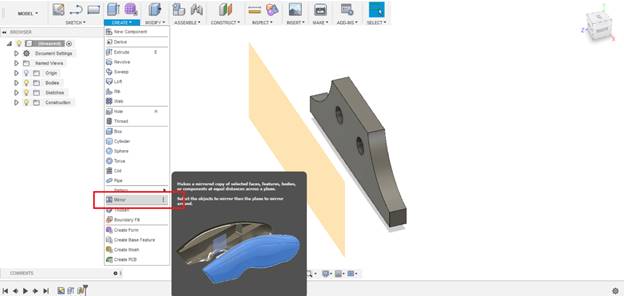 MODEL
SKETCH
CREATE
MODIFY
ASSEMBLE
CONSTRUCT
INSPECT
INSERT
MAKE
ADD-INS
SELECT
BROWSER
(Unsaved)
Document Settings
Named Views
Origin
Bodies
Sketches
Construction
New Component
Derive
Extrude E
Revolve
Sweep
Loft
Rib
Web
Hole H
Thread
Box
Cylinder
Sphere
Torus
Coil
Pipe
Pattern
Mirror
Thicken
Boundary Fill
Create Form
Create Base Feature
Create Mesh
Create PCB
Makes a mirrored copy of selected faces, features, bodies,
or components at equal distances across a plane.
Select the objects to mirror then the plane to mirror
around.
COMMENTS